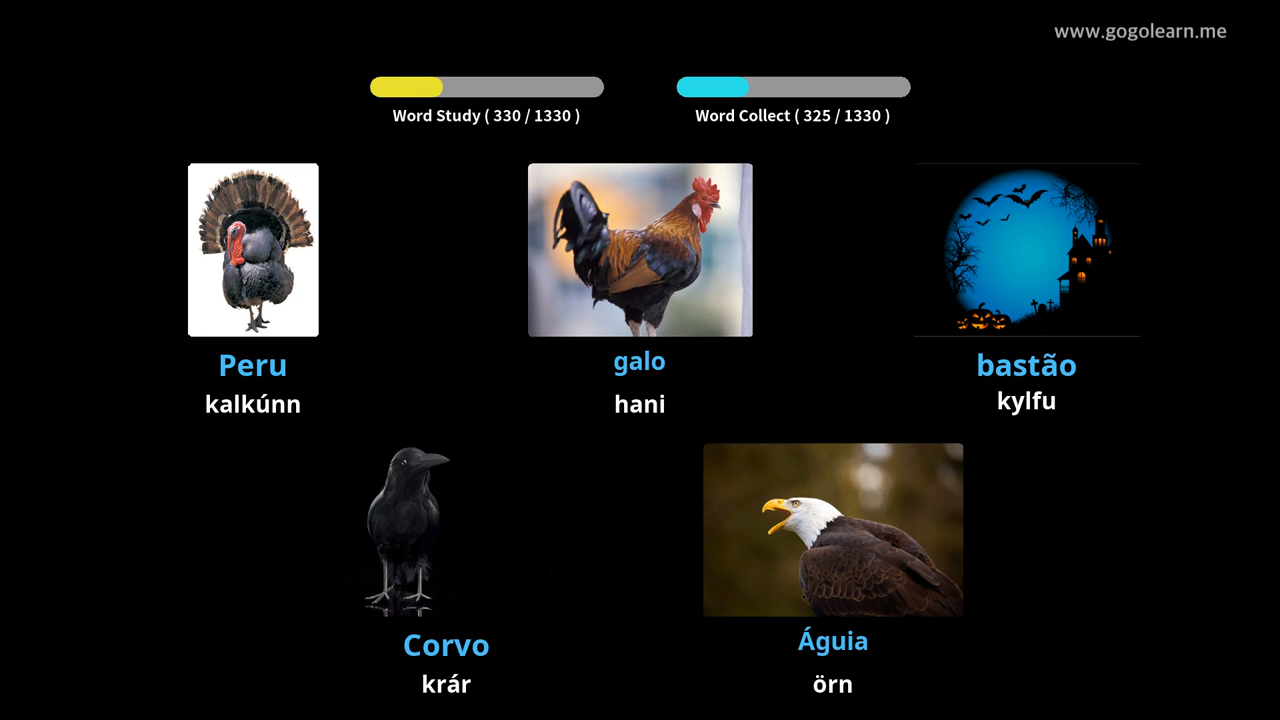 www.gogolearn.me
Word Study ( 330 / 1330 )
Word Collect ( 325 / 1330 )
Peru
galo
bastão
kalkúnn
hani
kylfu
Corvo
Águia
krár
örn